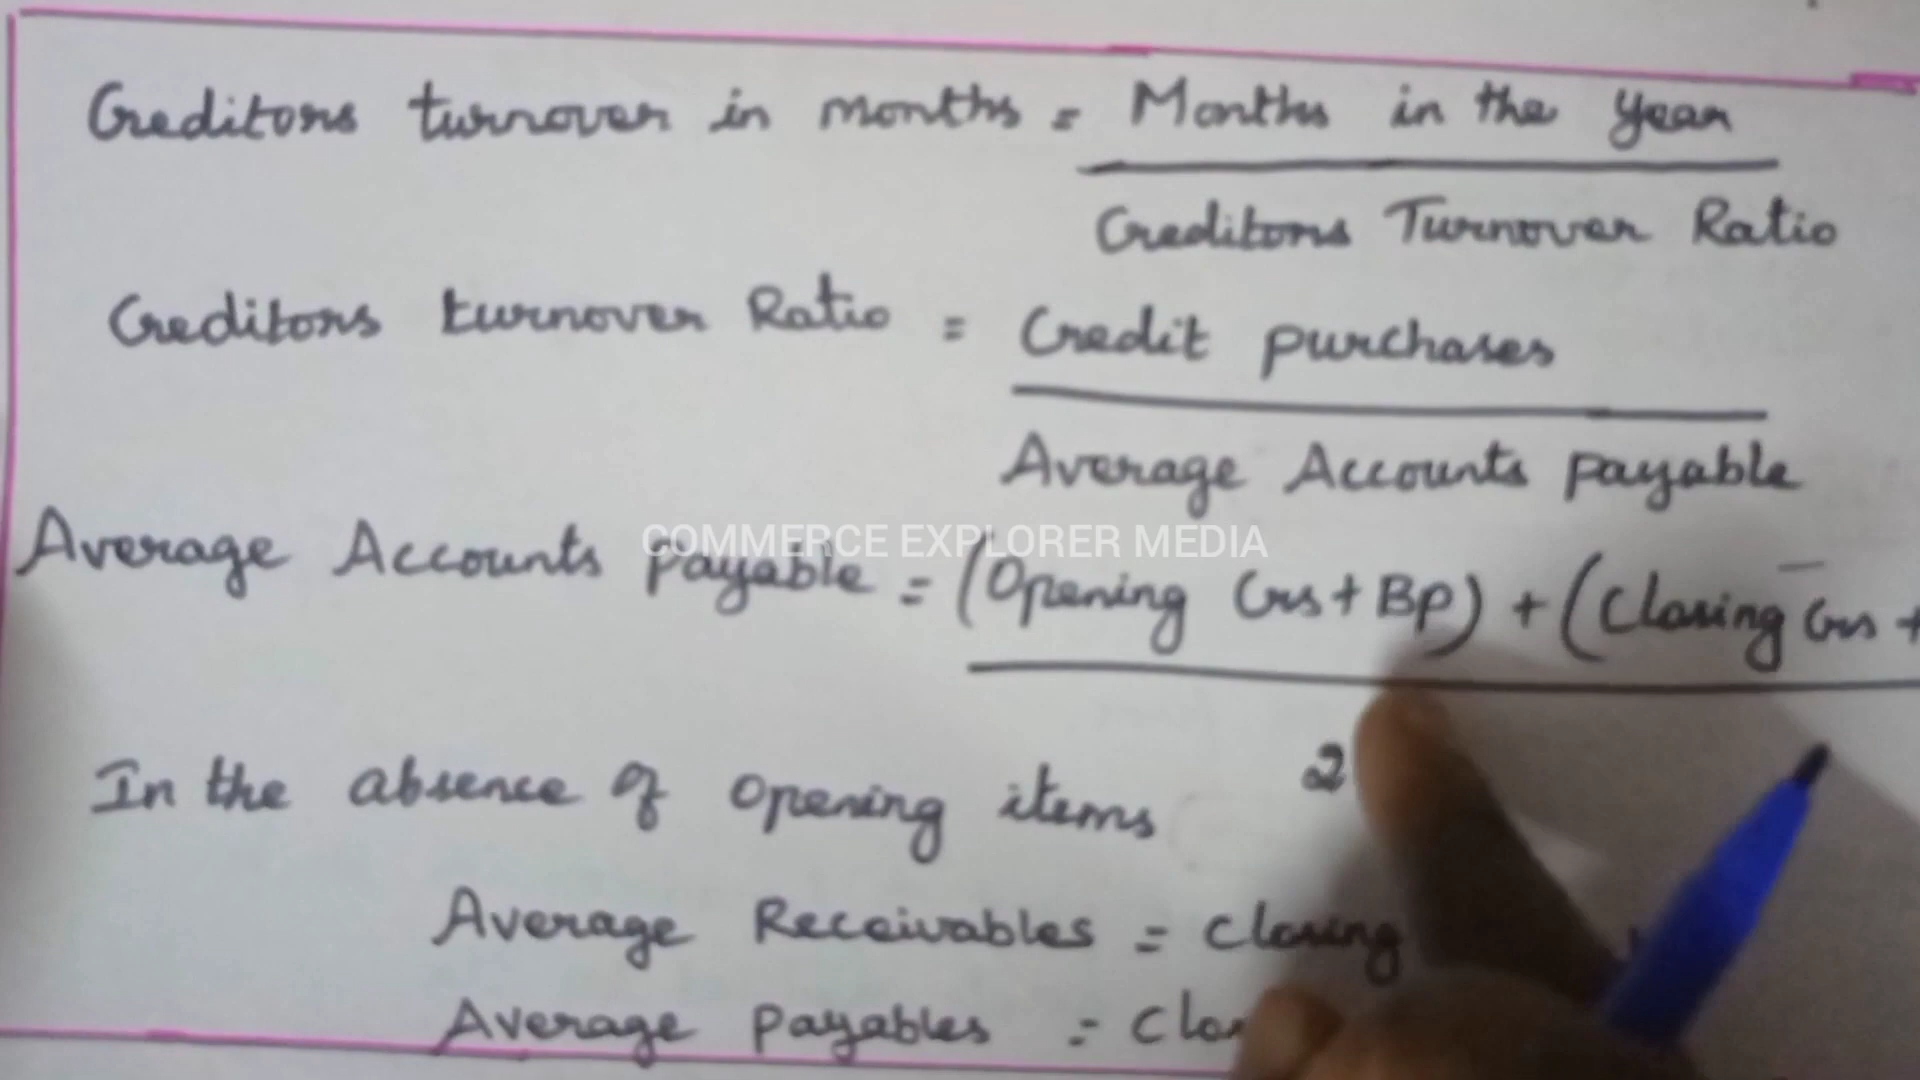 Creditors turnover in months = Months in the year
Creditors Turnover Ratio
Creditors turnover Ratio = Credit purchases
Average Accounts payable
COMMERCE EXPLORER MEDIA
Average Accounts payable = (Opening Crs + BP) + (Closing Crs +
2
In the absence of opening items
Average Receivables = closing
Average payables =